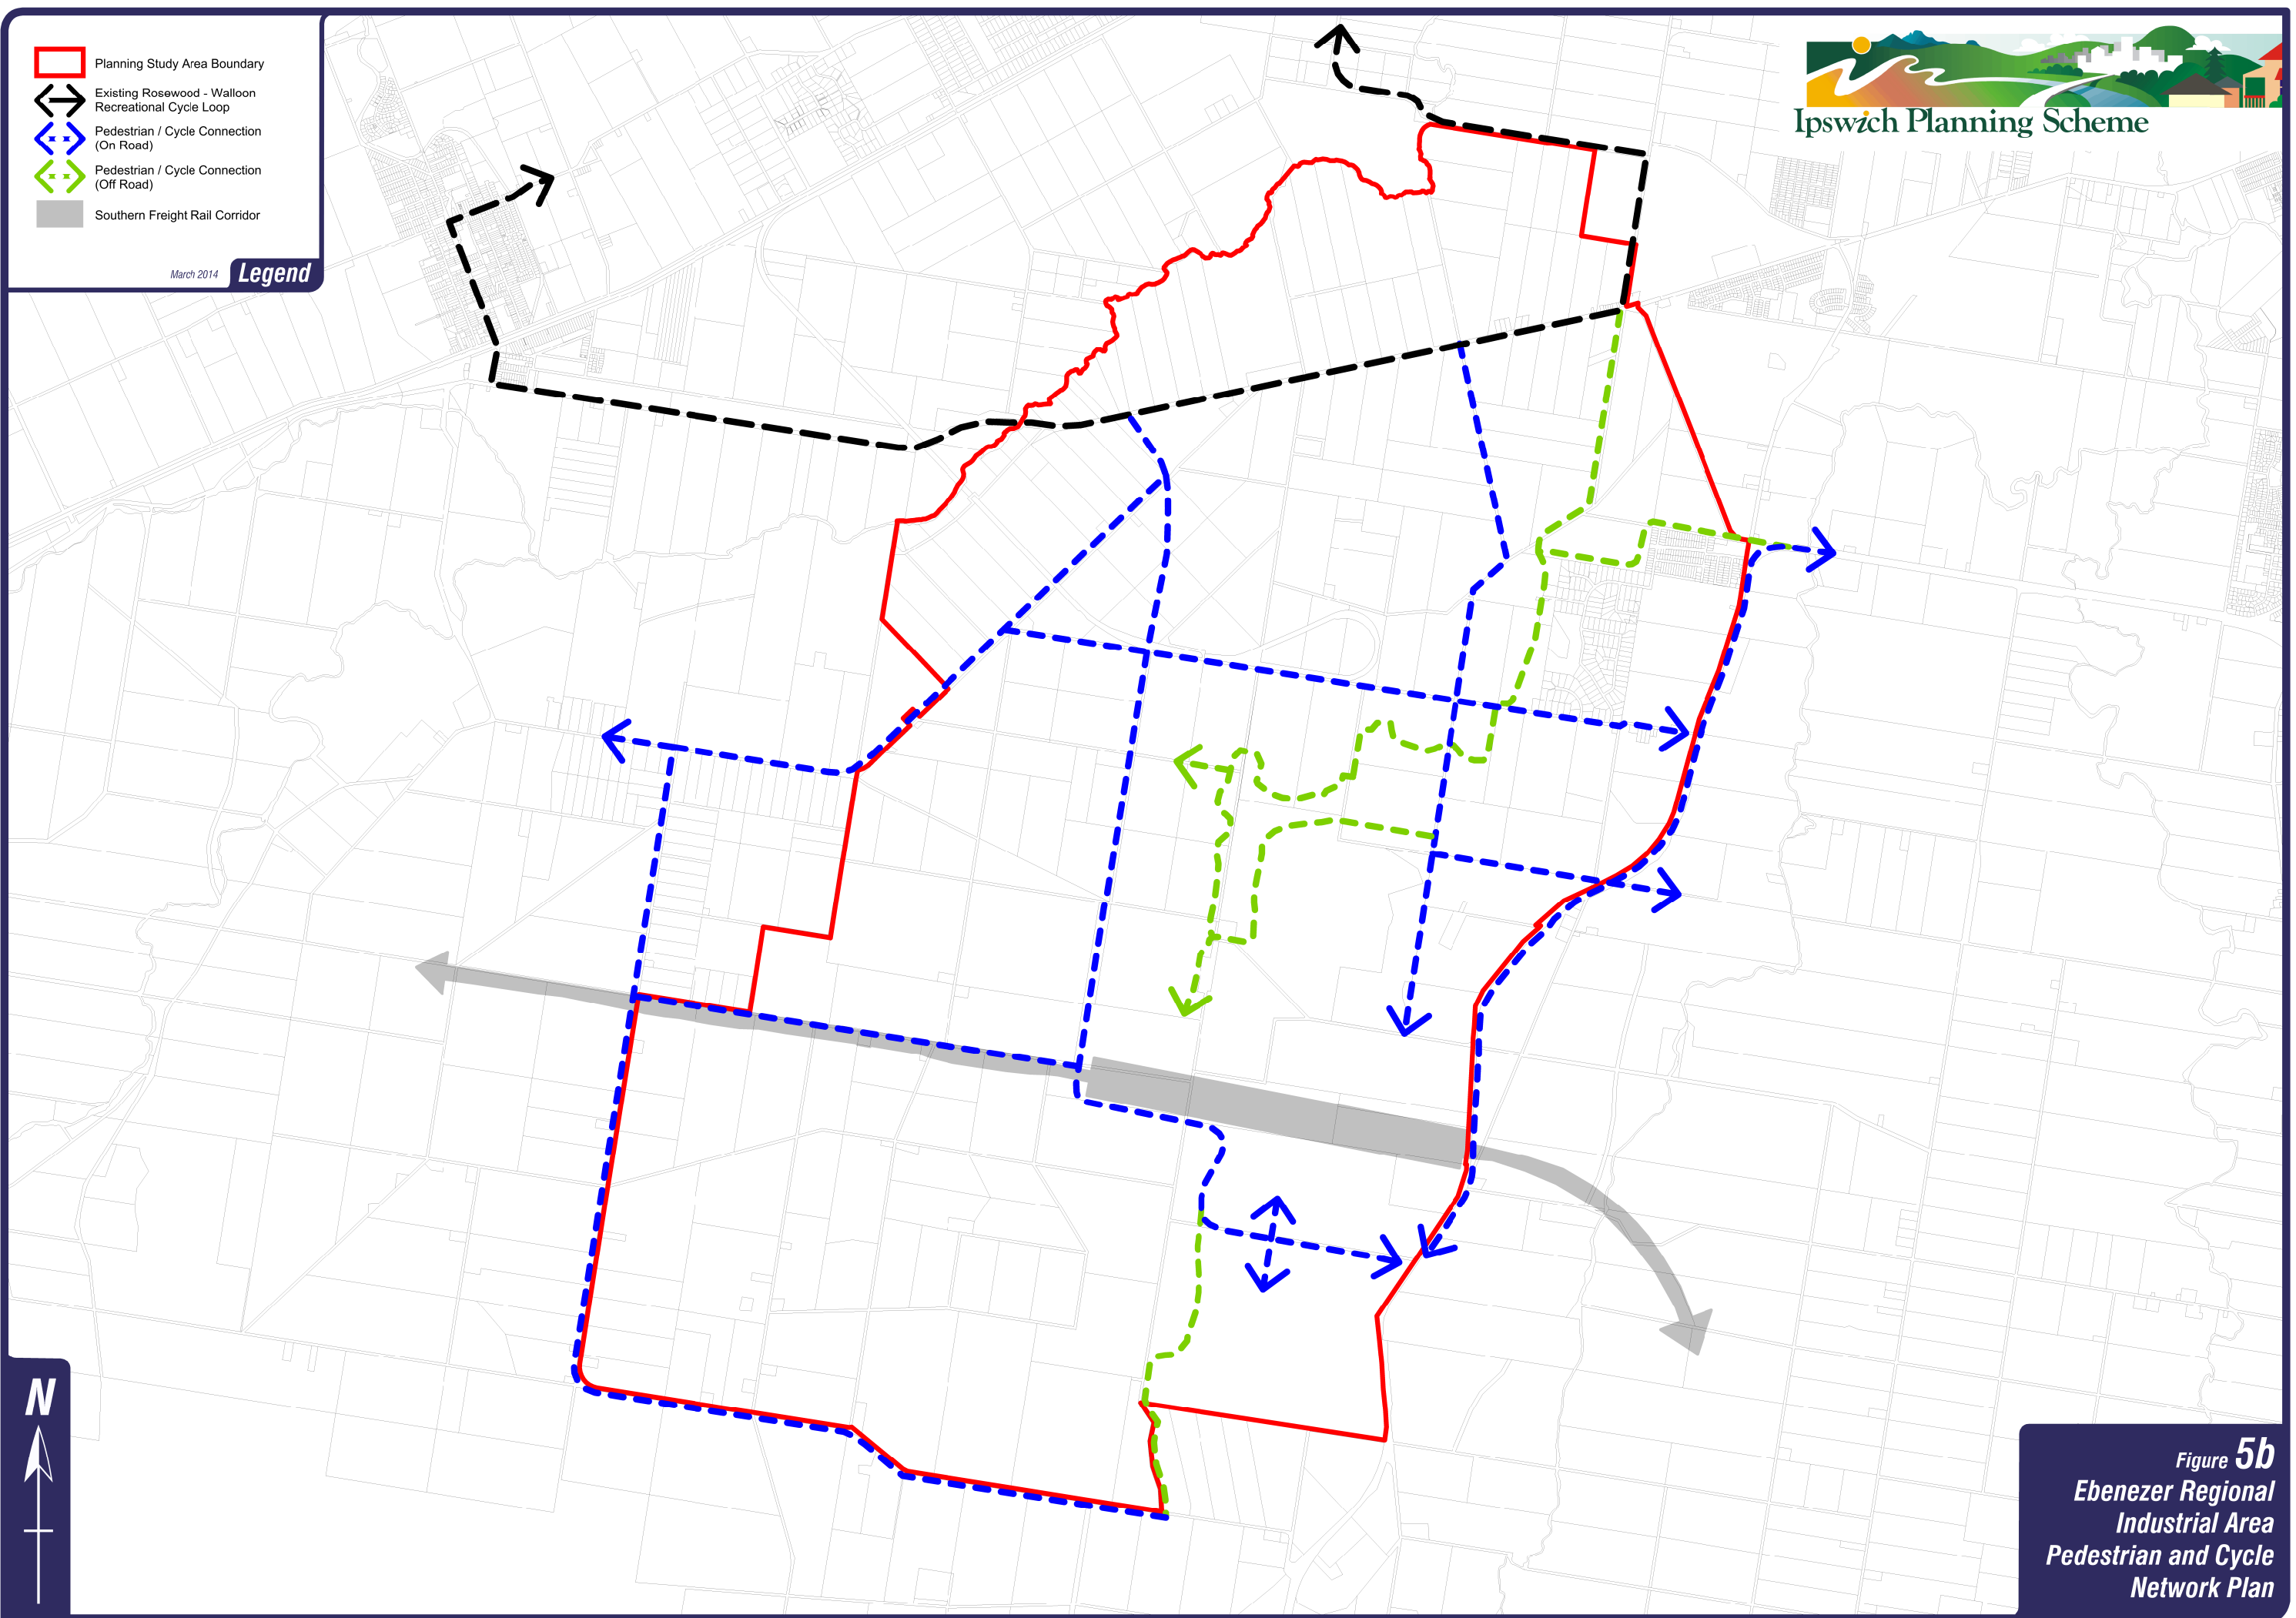 Planning Study Area Boundary
Existing Rosewood - Walloon
Recreational Cycle Loop
Pedestrian / Cycle Connection
(On Road)
Pedestrian / Cycle Connection
(Off Road)
Southern Freight Rail Corridor
March 2014
Legend
Ipswich Planning Scheme
N
Figure 5b
Ebenezer Regional
Industrial Area
Pedestrian and Cycle
Network Plan